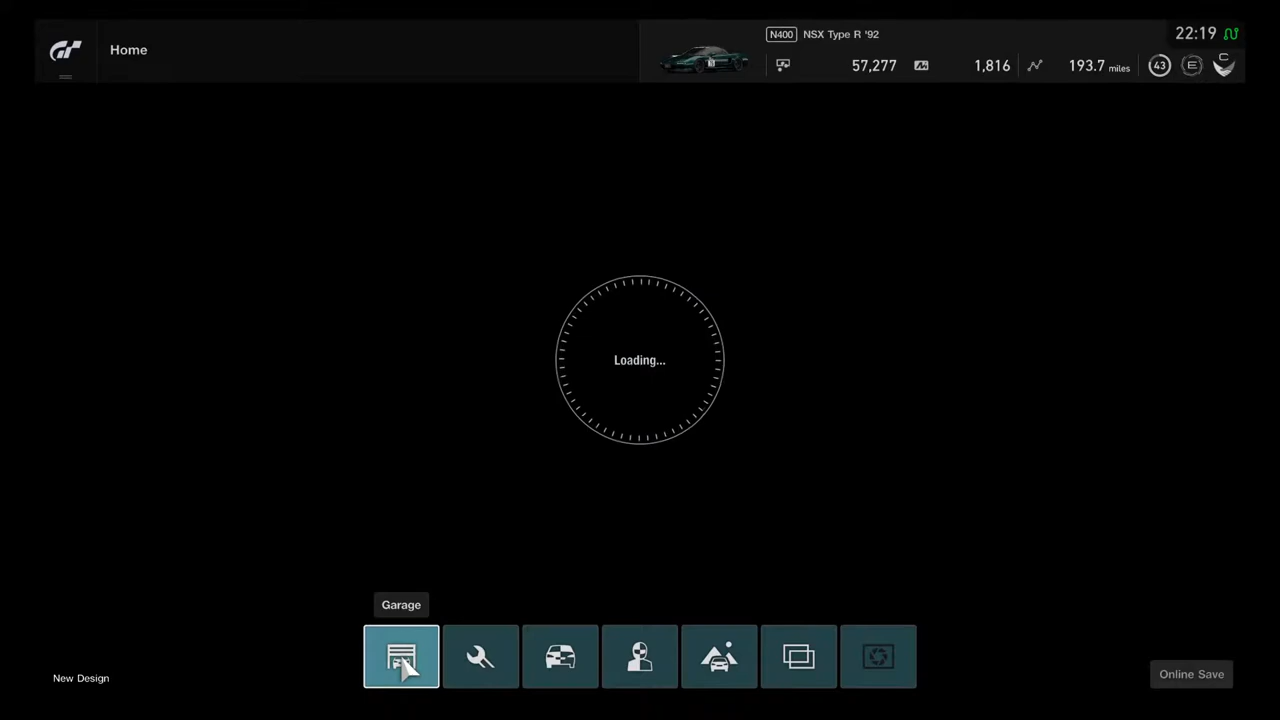 Home
N400 NSX Type R '92
22:19
57,277
1,816
193.7 miles
43
E
C
Loading...
Garage
New Design
Online Save